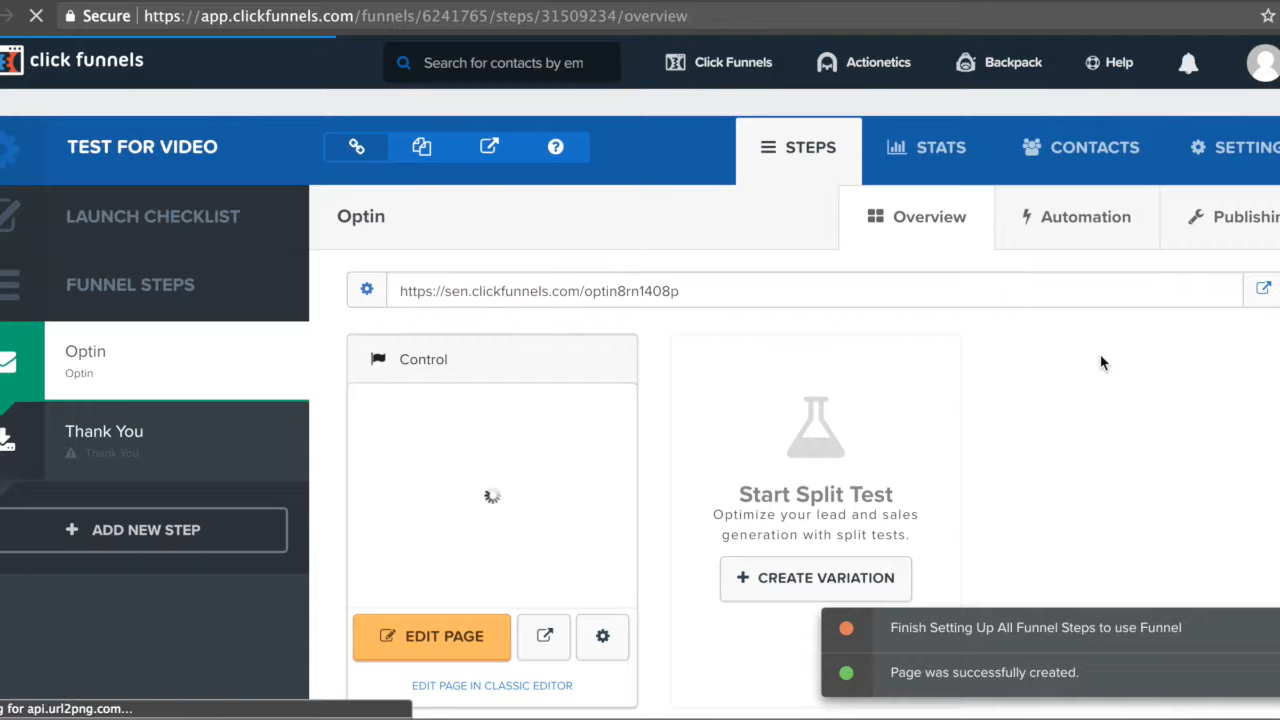 Secure https://app.clickfunnels.com/funnels/6241765/steps/31509234/overview
click funnels
Search for contacts by em
Click Funnels
Actionetics
Backpack
Help
TEST FOR VIDEO
STEPS
STATS
CONTACTS
SETTING
LAUNCH CHECKLIST
Optin
Overview
Automation
Publishin
FUNNEL STEPS
https://sen.clickfunnels.com/optin8rn1408p
Optin
Optin
Control
Thank You
Thank You
ADD NEW STEP
Start Split Test
Optimize your lead and sales
generation with split tests.
CREATE VARIATION
EDIT PAGE
EDIT PAGE IN CLASSIC EDITOR
Finish Setting Up All Funnel Steps to use Funnel
Page was successfully created.
g for api.url2png.com...